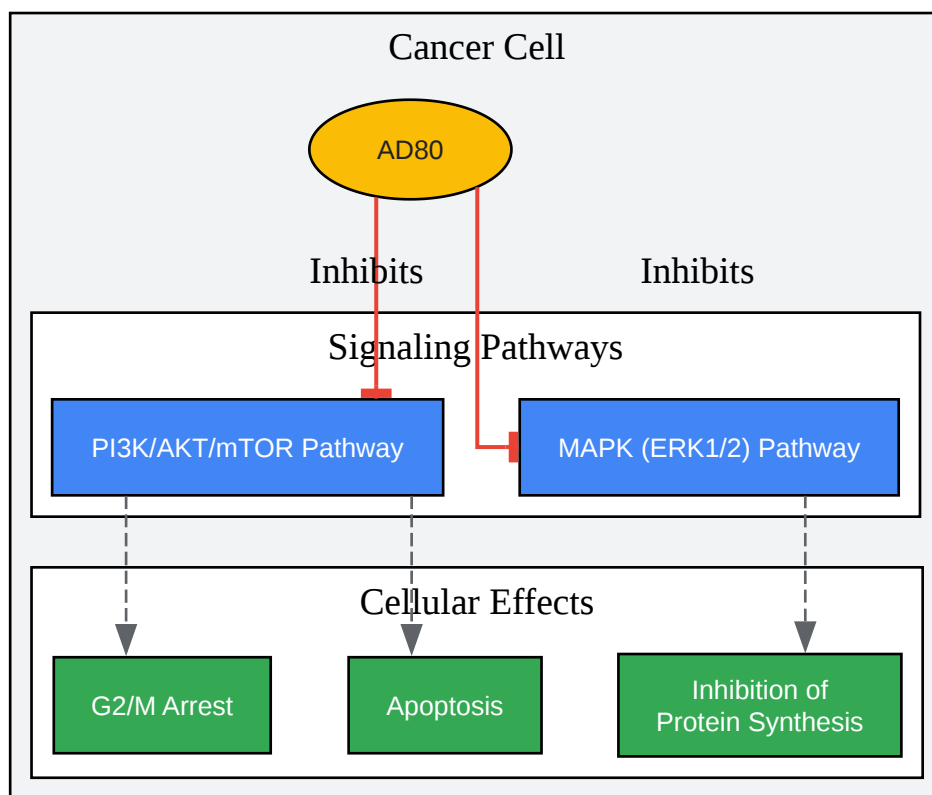 Cancer Cell
AD80
Inhibits
Inhibits
Signaling Pathways
PI3K/AKT/mTOR Pathway
MAPK (ERK1/2) Pathway
Cellular Effects
G2/M Arrest
Apoptosis
Inhibition of
Protein Synthesis